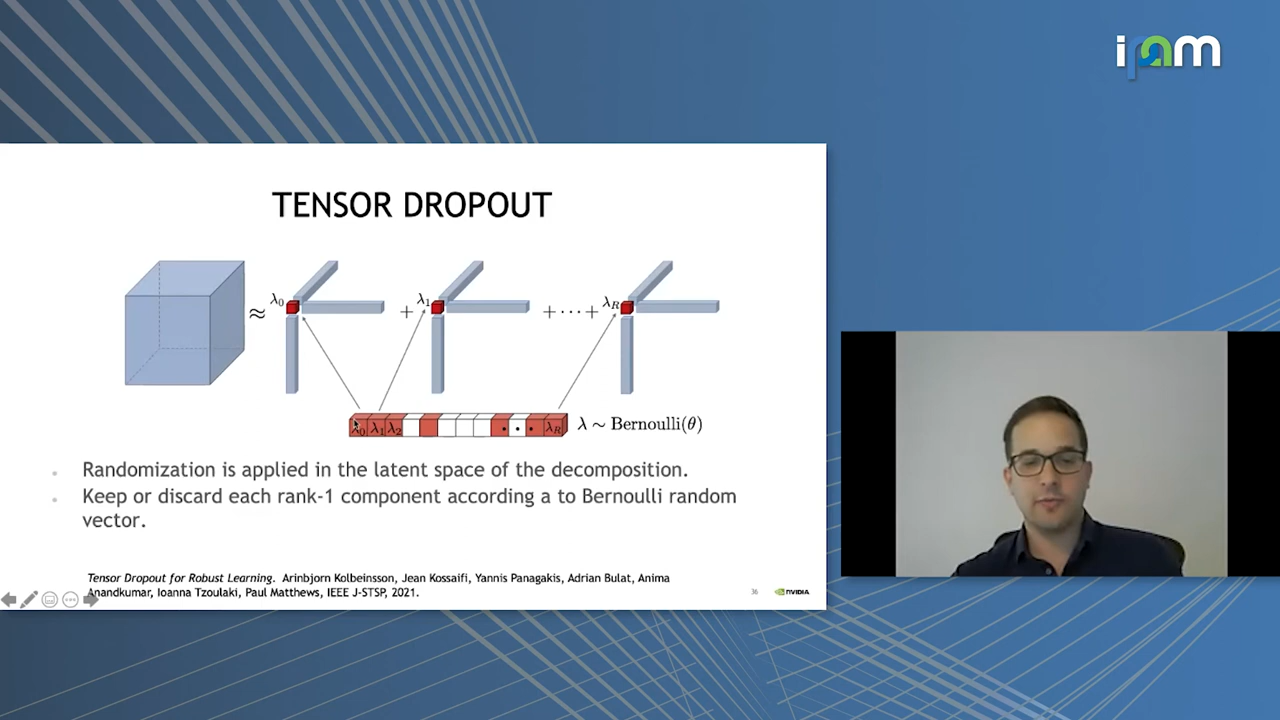 ipam
TENSOR DROPOUT
≈ λ0 + λ1 + ··· + λR
λ0 λ1 λ2 · · · λR λ ∼ Bernoulli(θ)
Randomization is applied in the latent space of the decomposition.
Keep or discard each rank-1 component according a to Bernoulli random
vector.
Tensor Dropout for Robust Learning. Arinbjorn Kolbeinsson, Jean Kossaifi, Yannis Panagakis, Adrian Bulat, Anima
Anandkumar, Ioanna Tzoulaki, Paul Matthews, IEEE J-STSP, 2021.
36 NVIDIA